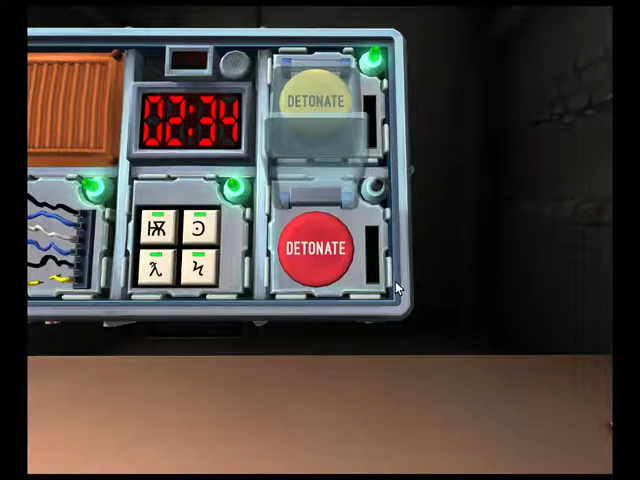 DETONATE
02:34
Ѭ Ͽ
ƛ Ϟ
DETONATE